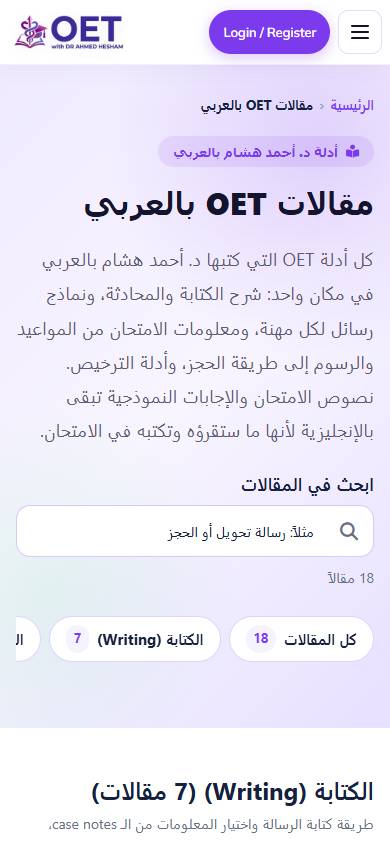 OET
with DR AHMED HESHAM
Login / Register
الرئيسية › مقالات OET بالعربي
أدلة د. أحمد هشام بالعربي
مقالات OET بالعربي
كل أدلة OET التي كتبها د. أحمد هشام بالعربي
في مكان واحد: شرح الكتابة والمحادثة، ونماذج
رسائل لكل مهنة، ومعلومات الامتحان من المواعيد
والرسوم إلى طريقة الحجز، وأدلة الترخيص.
نصوص الامتحان والإجابات النموذجية تبقى
بالإنجليزية لأنها ما ستقرؤه وتكتبه في الامتحان.
ابحث في المقالات
مثلاً: رسالة تحويل أو الحجز
18 مقالاً
كل المقالات 18
الكتابة (Writing) 7
الكتابة (Writing) (7 مقالات)
طريقة كتابة الرسالة واختيار المعلومات من الـ case notes،